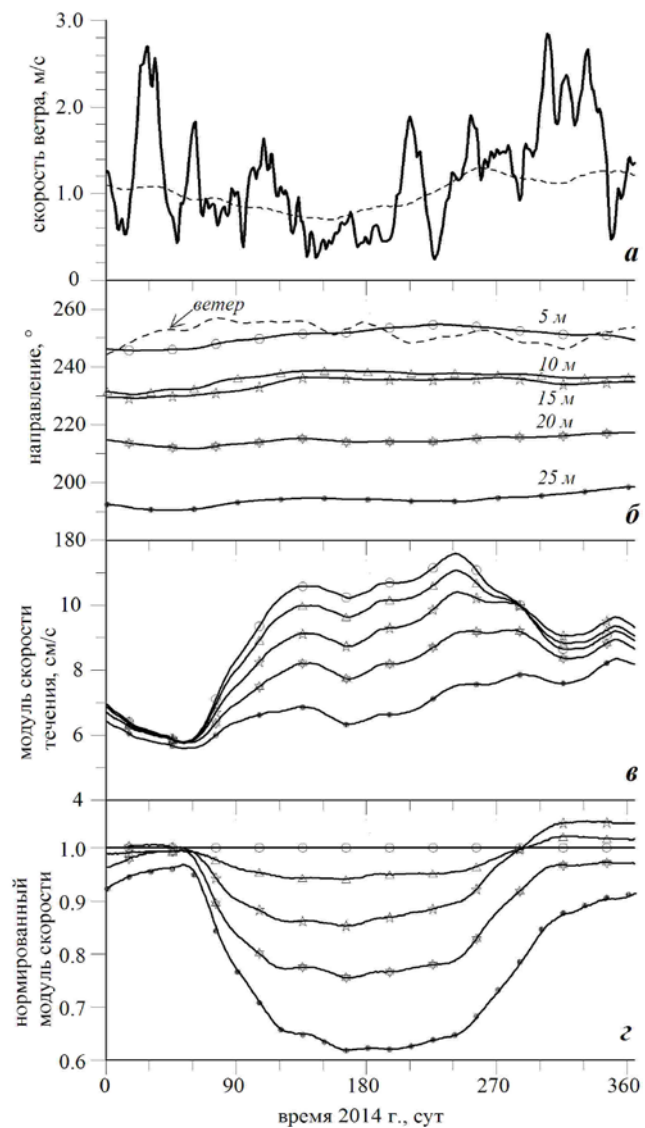 3.0
2.0
1.0
0
скорость ветра, м/с
а
260
240
220
200
180
направление, °
ветер
5 м
10 м
15 м
20 м
25 м
б
10
8
6
4
модуль скорости
течения, см/с
в
1.0
0.9
0.8
0.7
0.6
нормированный
модуль скорости
г
0 90 180 270 360
время 2014 г., сут